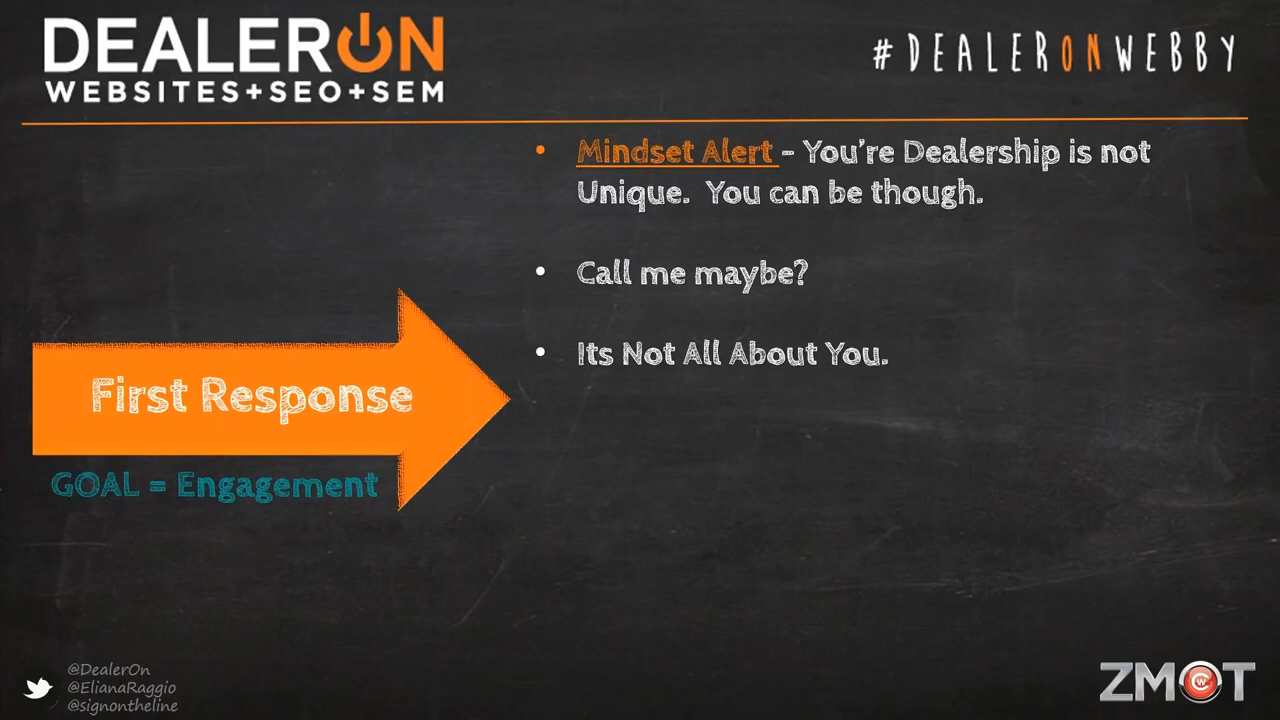 DEALERON
WEBSITES+SEO+SEM
#DEALERONWEBBY
• Mindset Alert – You're Dealership is not
Unique.  You can be though.
• Call me maybe?
• Its Not All About You.
First Response
GOAL = Engagement
@DealerOn
@ElianaRaggio
@signontheline
ZMOT